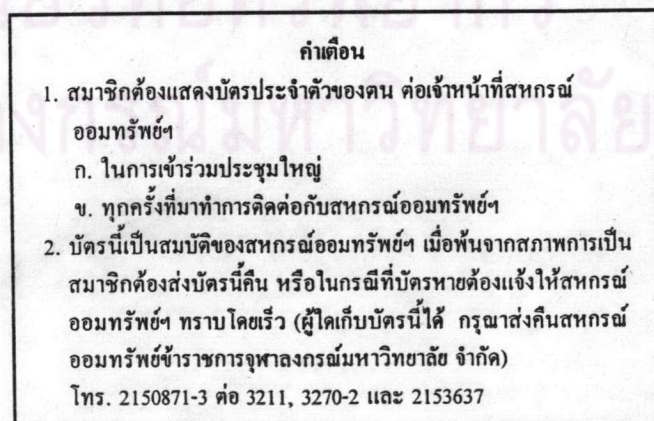 คำเตือน
1. สมาชิกต้องแสดงบัตรประจำตัวของตน ต่อเจ้าหน้าที่สหกรณ์
ออมทรัพย์ฯ
ก. ในการเข้าร่วมประชุมใหญ่
ข. ทุกครั้งที่มาทำการติดต่อกับสหกรณ์ออมทรัพย์ฯ
2. บัตรนี้เป็นสมบัติของสหกรณ์ออมทรัพย์ฯ เมื่อพ้นจากสภาพการเป็น
สมาชิกต้องส่งบัตรนี้คืน หรือในกรณีที่บัตรหายต้องแจ้งให้สหกรณ์
ออมทรัพย์ฯ ทราบโดยเร็ว (ผู้ใดเก็บบัตรนี้ได้ กรุณาส่งคืนสหกรณ์
ออมทรัพย์ข้าราชการจุฬาลงกรณ์มหาวิทยาลัย จำกัด)
โทร. 2150871-3 ต่อ 3211, 3270-2 และ 2153637